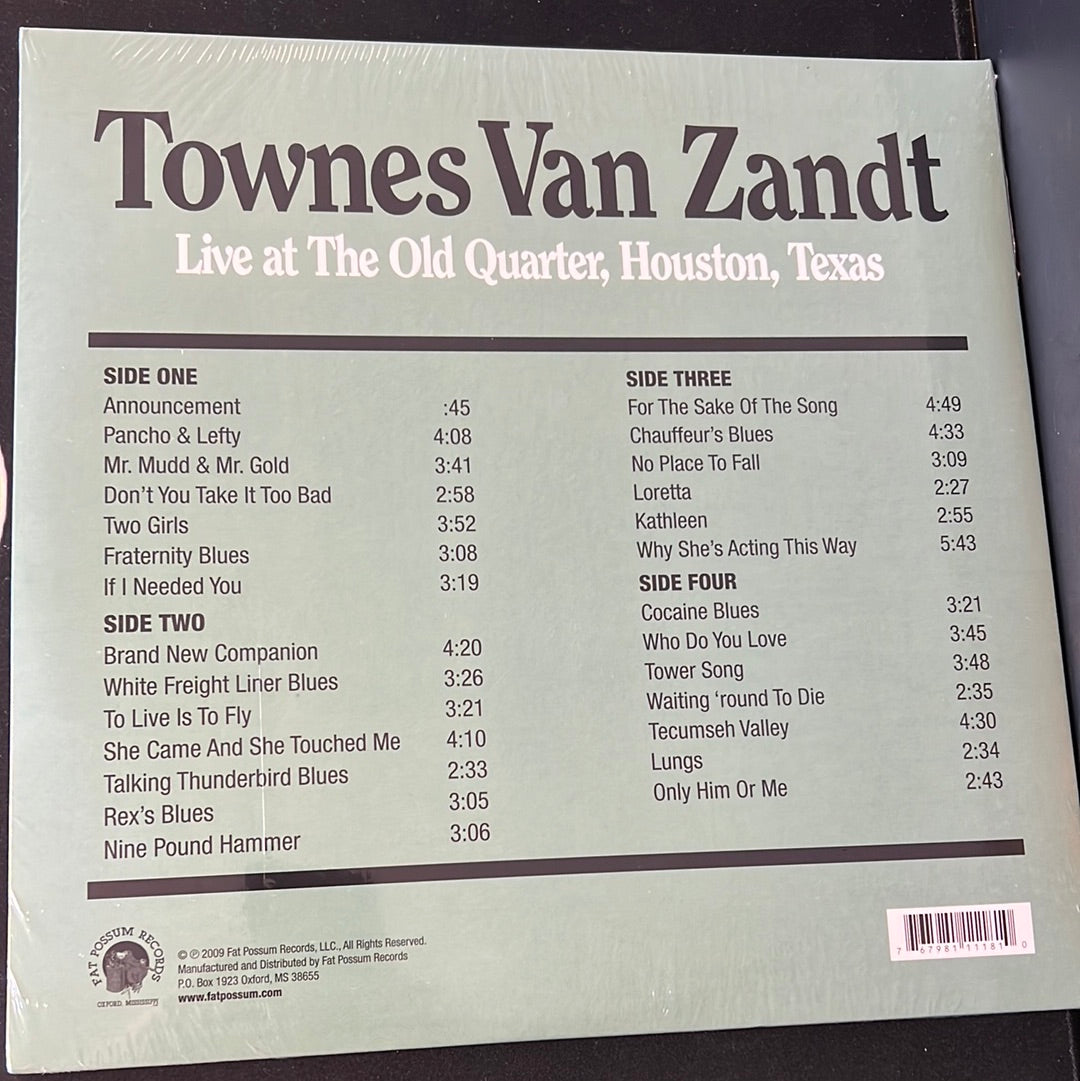 Townes Van Zandt
Live at The Old Quarter, Houston, Texas
SIDE ONE
Announcement :45
Pancho & Lefty 4:08
Mr. Mudd & Mr. Gold 3:41
Don't You Take It Too Bad 2:58
Two Girls 3:52
Fraternity Blues 3:08
If I Needed You 3:19
SIDE TWO
Brand New Companion 4:20
White Freight Liner Blues 3:26
To Live Is To Fly 3:21
She Came And She Touched Me 4:10
Talking Thunderbird Blues 2:33
Rex's Blues 3:05
Nine Pound Hammer 3:06
SIDE THREE
For The Sake Of The Song 4:49
Chauffeur's Blues 4:33
No Place To Fall 3:09
Loretta 2:27
Kathleen 2:55
Why She's Acting This Way 5:43
SIDE FOUR
Cocaine Blues 3:21
Who Do You Love 3:45
Tower Song 3:48
Waiting 'round To Die 2:35
Tecumseh Valley 4:30
Lungs 2:34
Only Him Or Me 2:43
FAT POSSUM RECORDS
OXFORD, MISSISSIPPI
© ℗ 2009 Fat Possum Records, LLC., All Rights Reserved.
Manufactured and Distributed by Fat Possum Records
P.O. Box 1923 Oxford, MS 38655
www.fatpossum.com
7 67981 11181 0